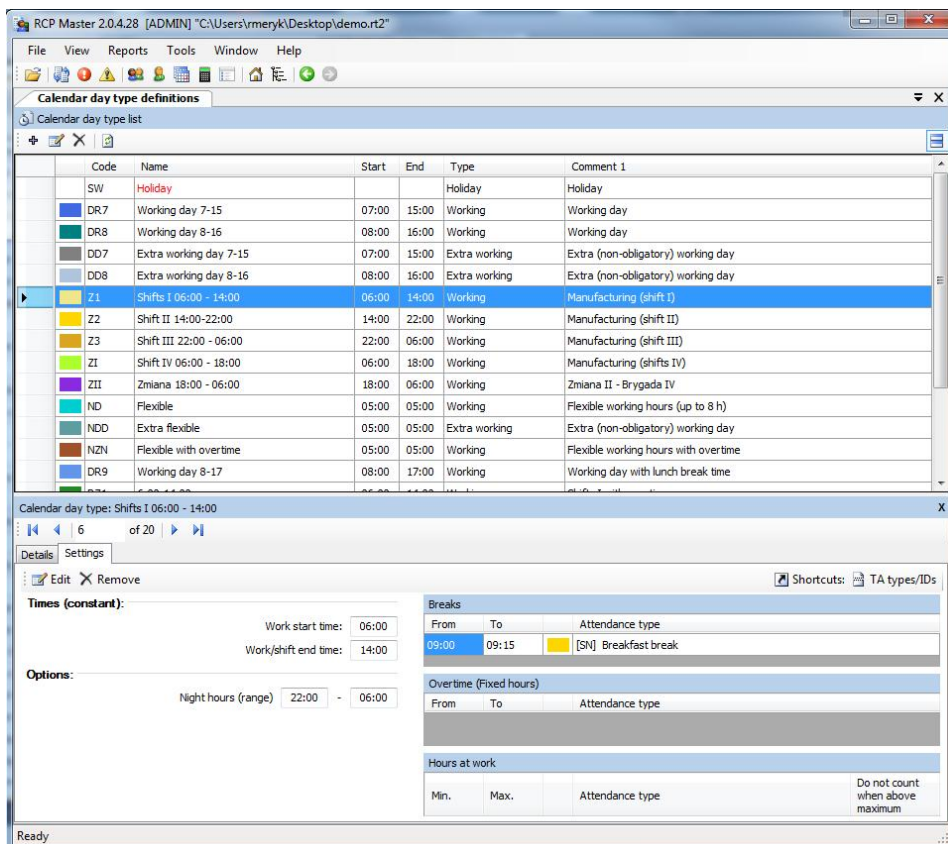 RCP Master 2.0.4.28 [ADMIN] "C:\Users\rmeryk\Desktop\demo.rt2"
File View Reports Tools Window Help
Calendar day type definitions
Calendar day type list
Code Name Start End Type Comment 1
SW Holiday Holiday Holiday
DR7 Working day 7-15 07:00 15:00 Working Working day
DR8 Working day 8-16 08:00 16:00 Working Working day
DD7 Extra working day 7-15 07:00 15:00 Extra working Extra (non-obligatory) working day
DD8 Extra working day 8-16 08:00 16:00 Extra working Extra (non-obligatory) working day
Z1 Shifts I 06:00 - 14:00 06:00 14:00 Working Manufacturing (shift I)
Z2 Shift II 14:00-22:00 14:00 22:00 Working Manufacturing (shift II)
Z3 Shift III 22:00 - 06:00 22:00 06:00 Working Manufacturing (shift III)
ZI Shift IV 06:00 - 18:00 06:00 18:00 Working Manufacturing (shifts IV)
ZII Zmiana 18:00 - 06:00 18:00 06:00 Working Zmiana II - Brygada IV
ND Flexible 05:00 05:00 Working Flexible working hours (up to 8 h)
NDD Extra flexible 05:00 05:00 Extra working Extra (non-obligatory) working day
NZN Flexible with overtime 05:00 05:00 Working Flexible working hours with overtime
DR9 Working day 8-17 08:00 17:00 Working Working day with lunch break time
Calendar day type: Shifts I 06:00 - 14:00
6 of 20
Details Settings
Edit Remove Shortcuts: TA types/IDs
Times (constant):
Work start time: 06:00
Work/shift end time: 14:00
Options:
Night hours (range) 22:00 - 06:00
Breaks
From To Attendance type
09:00 09:15 [SN] Breakfast break
Overtime (Fixed hours)
From To Attendance type
Hours at work
Min. Max. Attendance type Do not count when above maximum
Ready